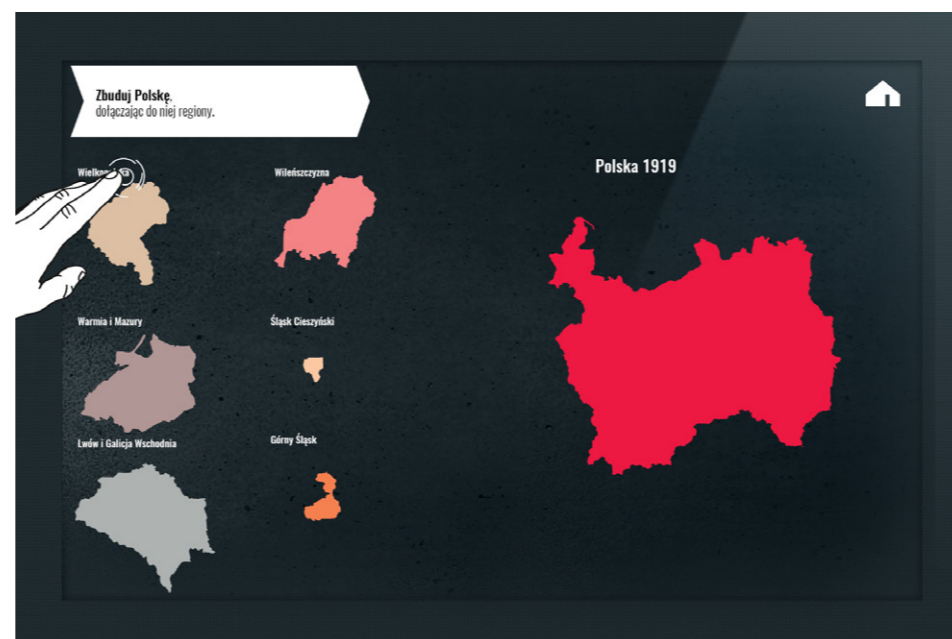 Zbuduj Polskę,
dołączając do niej regiony.
Polska 1919
Wileńszczyzna
Warmia i Mazury
Śląsk Cieszyński
Lwów i Galicja Wschodnia
Górny Śląsk